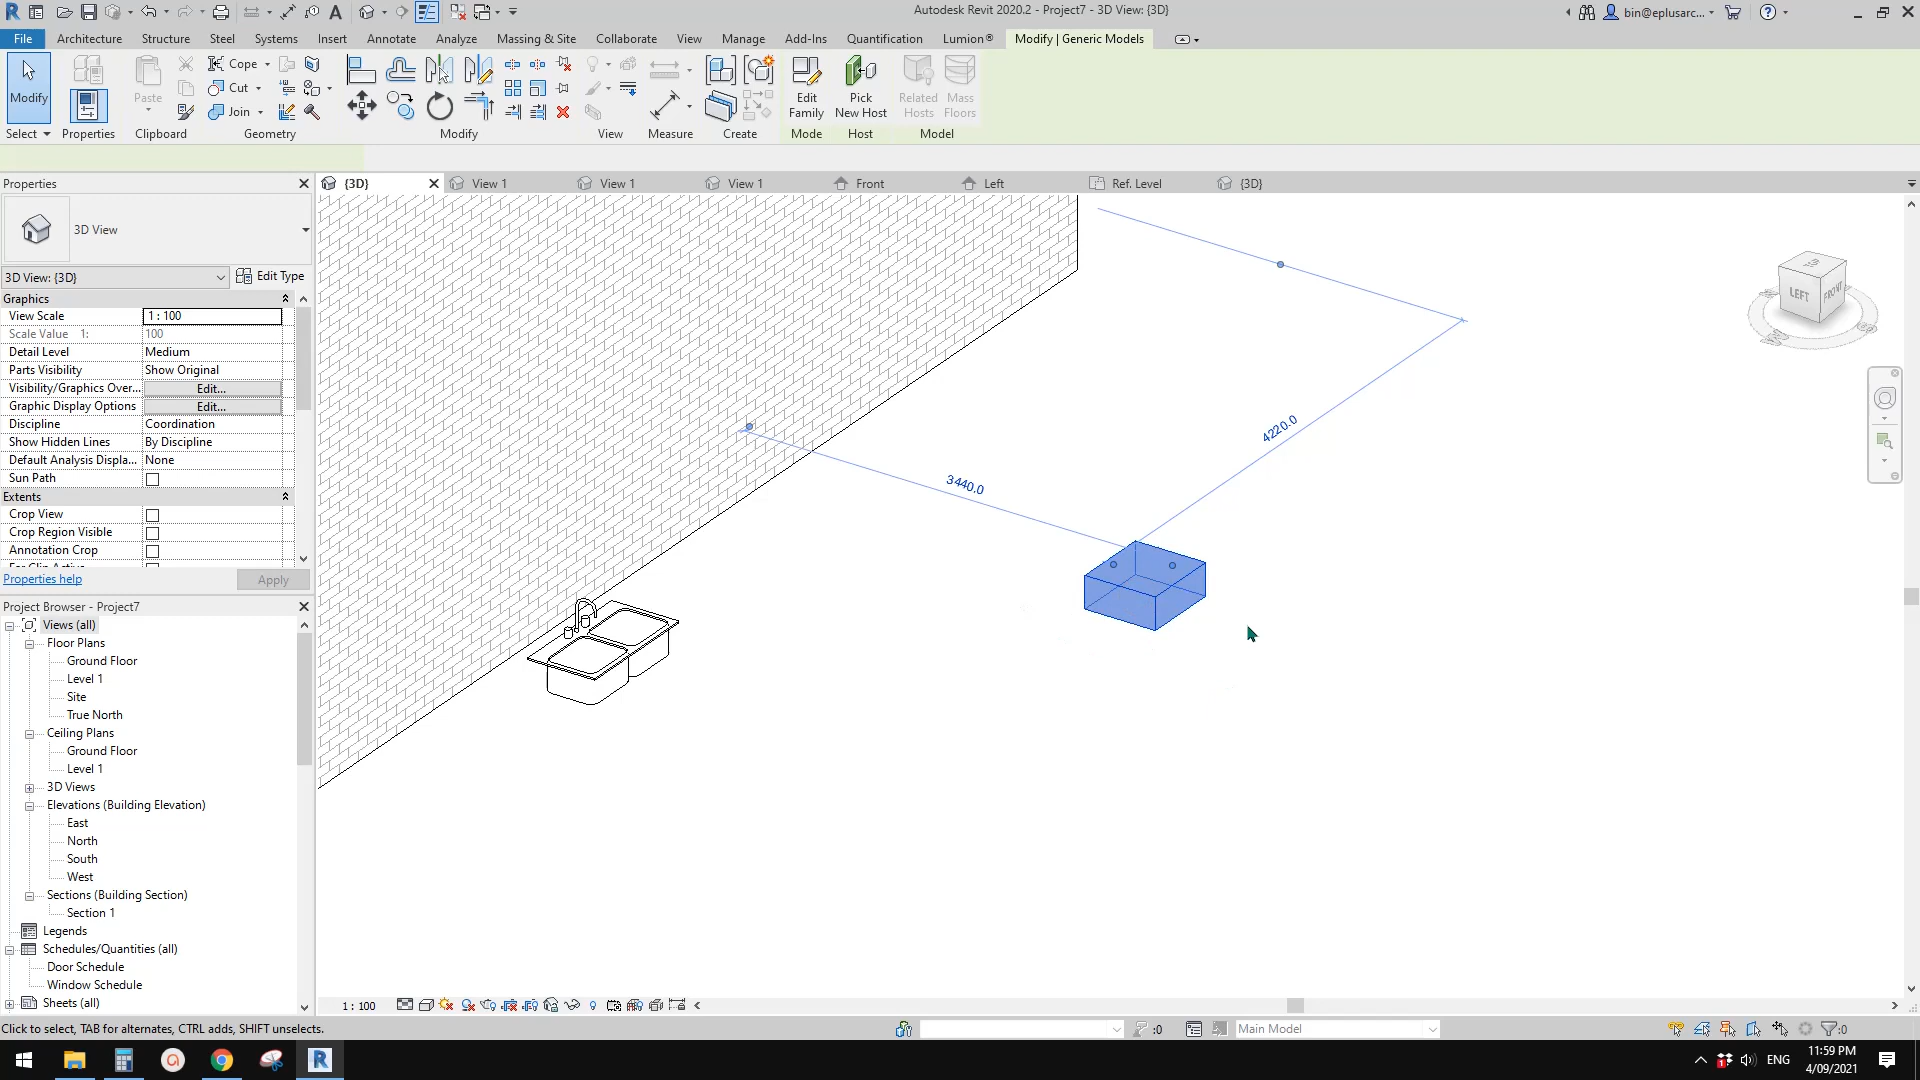 Autodesk Revit 2020.2 - Project7 - 3D View: {3D}
bin@eplusarc...
File Architecture Structure Steel Systems Insert Annotate Analyze Massing & Site Collaborate View Manage Add-Ins Quantification Lumion® Modify | Generic Models
Modify
Paste
Cope
Cut
Join
Edit
Family
Pick
New Host
Related
Hosts
Mass
Floors
Select Properties Clipboard Geometry Modify View Measure Create Mode Host Model
Properties
{3D} View 1 View 1 View 1 Front Left Ref. Level {3D}
3D View
3D View: {3D} Edit Type
Graphics
View Scale 1 : 100
Scale Value 1: 100
Detail Level Medium
Parts Visibility Show Original
Visibility/Graphics Over... Edit...
Graphic Display Options Edit...
Discipline Coordination
Show Hidden Lines By Discipline
Default Analysis Displa... None
Sun Path
Extents
Crop View
Crop Region Visible
Annotation Crop
Properties help Apply
Project Browser - Project7
Views (all)
Floor Plans
Ground Floor
Level 1
Site
True North
Ceiling Plans
Ground Floor
Level 1
3D Views
Elevations (Building Elevation)
East
North
South
West
Sections (Building Section)
Section 1
Legends
Schedules/Quantities (all)
Door Schedule
Window Schedule
Sheets (all)
LEFT FRONT
4220.0
3440.0
1 : 100
Click to select, TAB for alternates, CTRL adds, SHIFT unselects.
:0
Main Model
:0
ENG
11:59 PM
4/09/2021